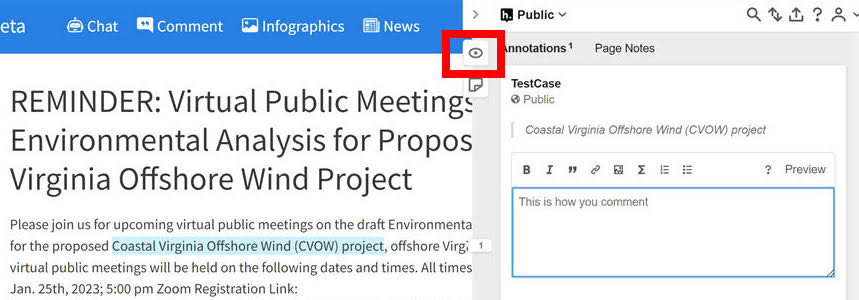 eta Chat Comment Infographics News
Public
Annotations 1 Page Notes
REMINDER: Virtual Public Meetings
Environmental Analysis for Propos
Virginia Offshore Wind Project
Please join us for upcoming virtual public meetings on the draft Environmenta
for the proposed Coastal Virginia Offshore Wind (CVOW) project, offshore Virgi
virtual public meetings will be held on the following dates and times. All times
Jan. 25th, 2023; 5:00 pm Zoom Registration Link:
1
TestCase
Public
Coastal Virginia Offshore Wind (CVOW) project
B I ” Σ ? Preview
This is how you comment